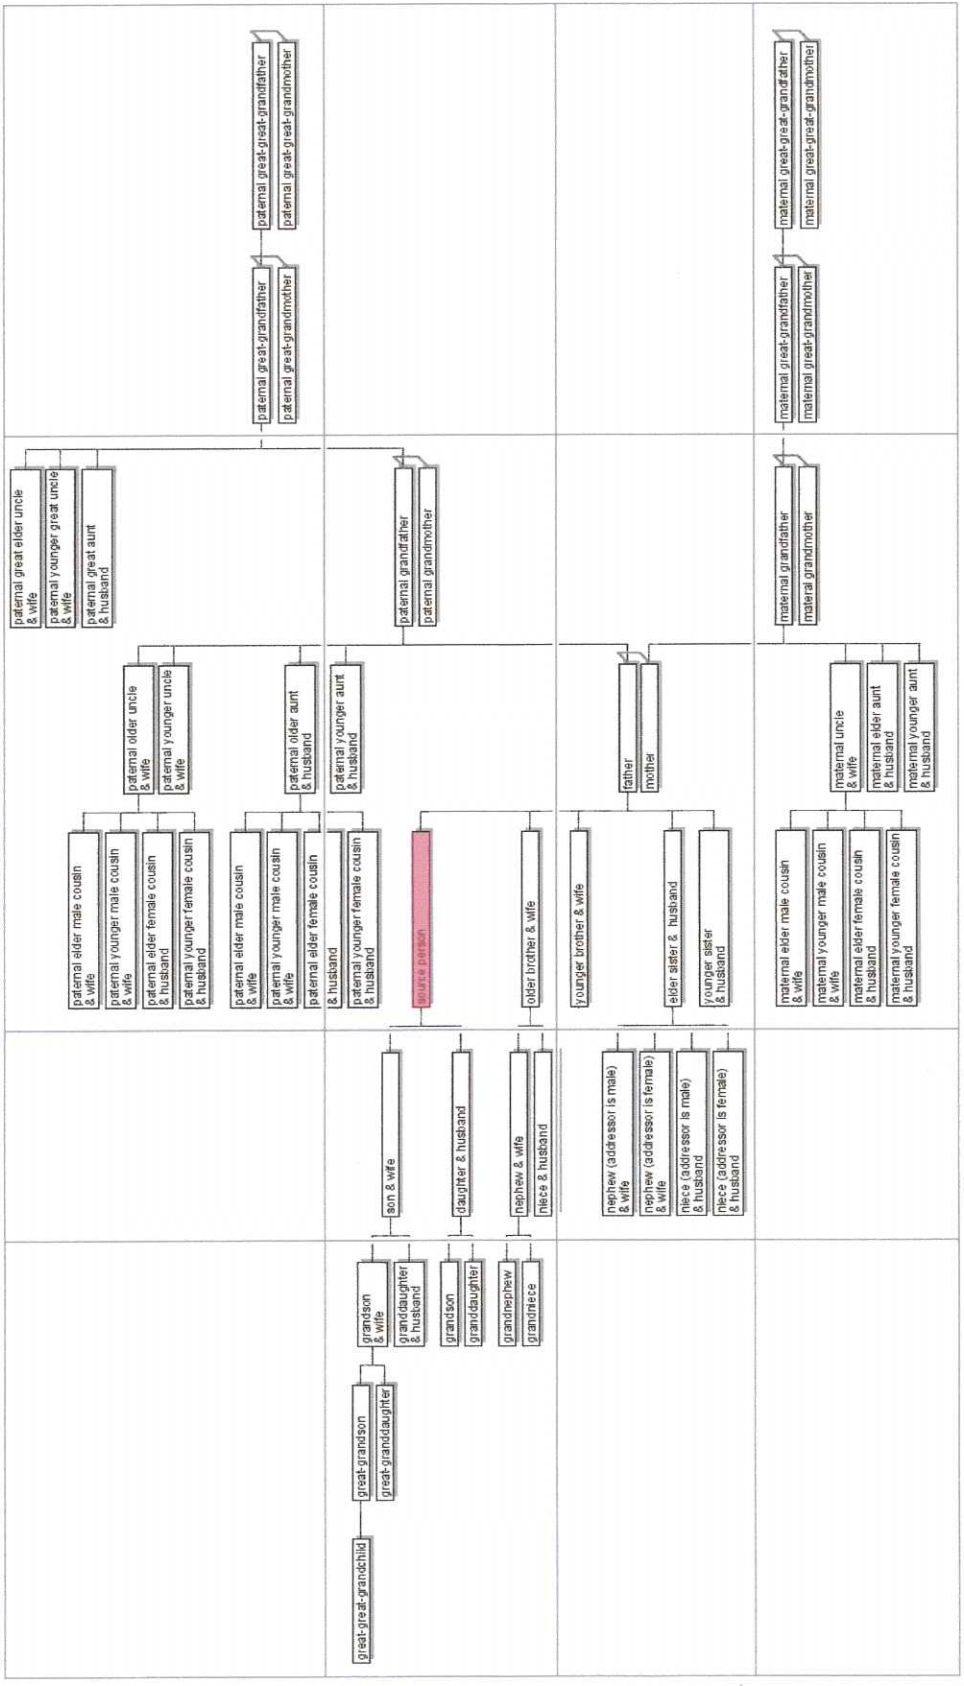 paternal great-great-grandfather
paternal great-great-grandmother
maternal great-great-grandfather
maternal great-great-grandmother
paternal great-grandfather
paternal great-grandmother
maternal great-grandfather
maternal great-grandmother
paternal great elder uncle
& wife
paternal younger great uncle
& wife
paternal great aunt
& husband
paternal grandfather
paternal grandmother
maternal grandfather
materal grandmother
paternal older uncle
& wife
paternal younger uncle
& wife
paternal older aunt
& husband
paternal younger aunt
& husband
father
mother
maternal uncle
& wife
maternal elder aunt
& husband
maternal younger aunt
& husband
paternal elder male cousin
& wife
paternal younger male cousin
& wife
paternal elder female cousin
& husband
paternal younger female cousin
& husband
paternal elder male cousin
& wife
paternal younger male cousin
& wife
paternal elder female cousin
& husband
paternal younger female cousin
& husband
source person
older brother & wife
younger brother & wife
elder sister & husband
younger sister
& husband
maternal elder male cousin
& wife
maternal younger male cousin
& wife
maternal elder female cousin
& husband
maternal younger female cousin
& husband
son & wife
daughter & husband
nephew & wife
niece & husband
nephew (addressor is male)
& wife
nephew (addressor is female)
& wife
niece (addressor is male)
& husband
niece (addressor is female)
& husband
grandson
& wife
granddaughter
& husband
grandson
granddaughter
grandnephew
grandniece
great-grandson
great-granddaughter
great-great-grandchild